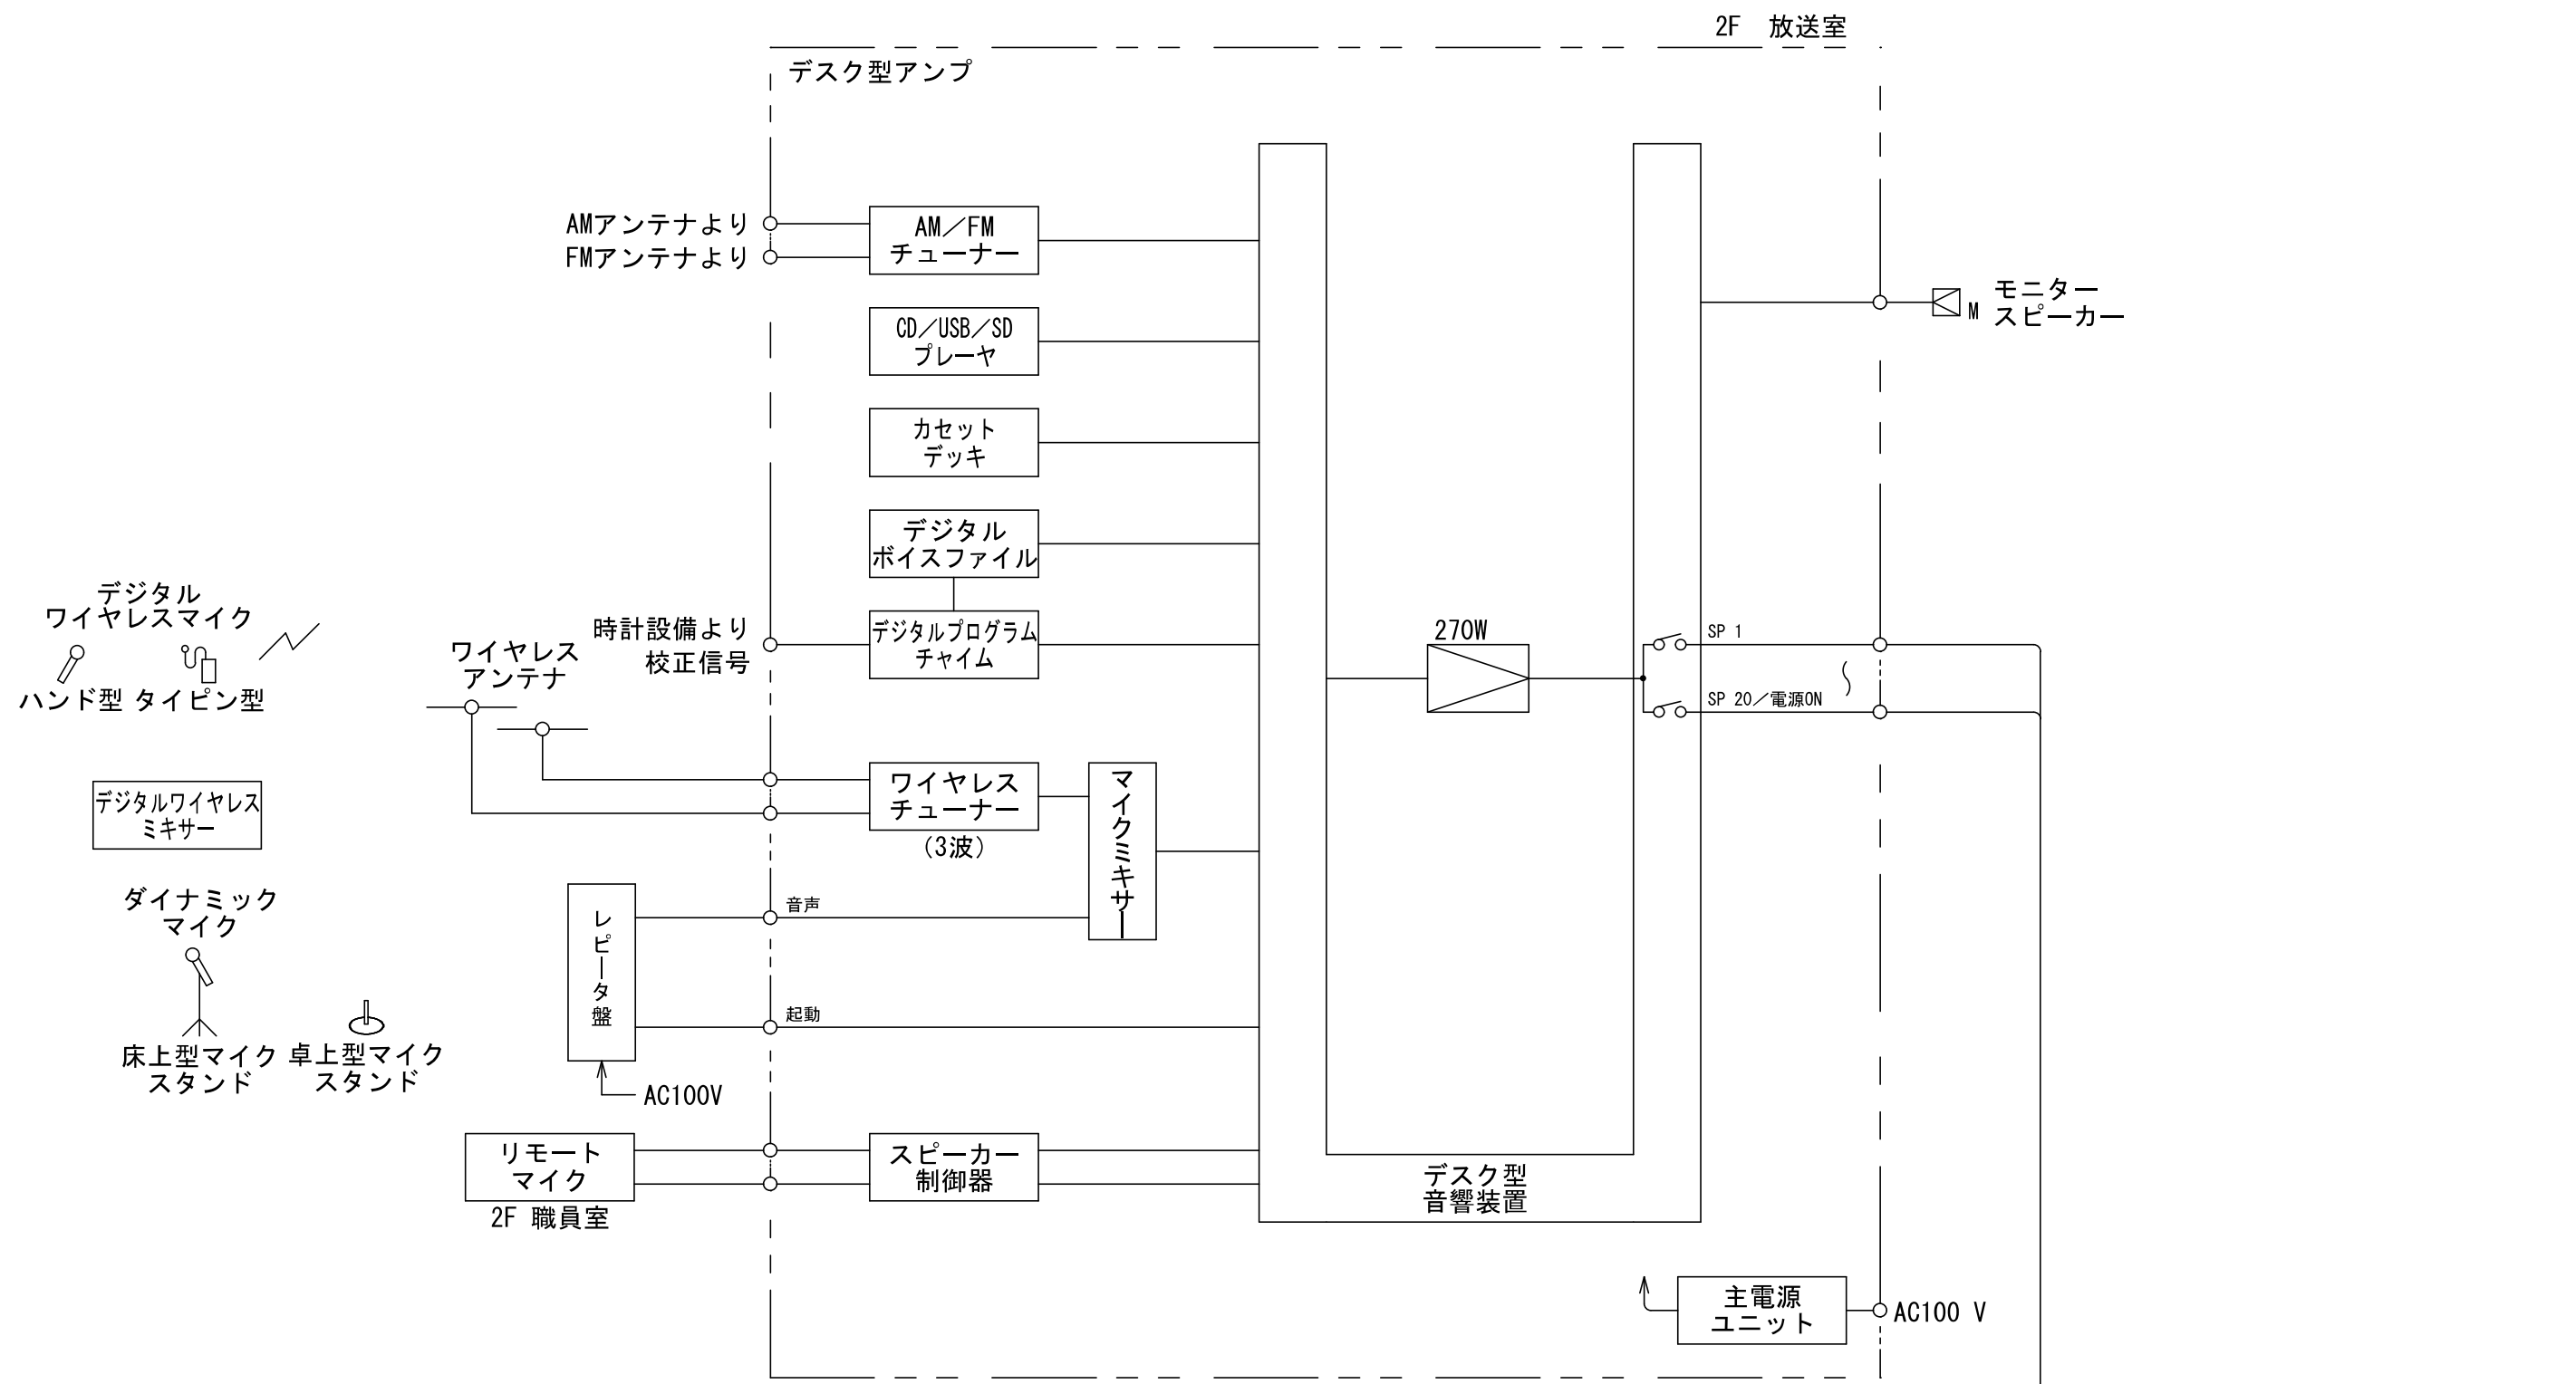 2F　放送室
デスク型アンプ
AMアンテナより
FMアンテナより
AM／FM
チューナー
CD／USB／SD
プレーヤ
カセット
デッキ
デジタル
ボイスファイル
時計設備より
校正信号
デジタルプログラム
チャイム
モニター
スピーカー
M
270W
SP 1
SP 20／電源ON
デジタル
ワイヤレスマイク
ハンド型
タイピン型
ワイヤレス
アンテナ
デジタルワイヤレス
ミキサー
ワイヤレス
チューナー
(3波)
マイクミキサー
ダイナミック
マイク
床上型マイク
スタンド
卓上型マイク
スタンド
レピータ盤
音声
起動
AC100V
リモート
マイク
2F 職員室
スピーカー
制御器
デスク型
音響装置
主電源
ユニット
AC100 V